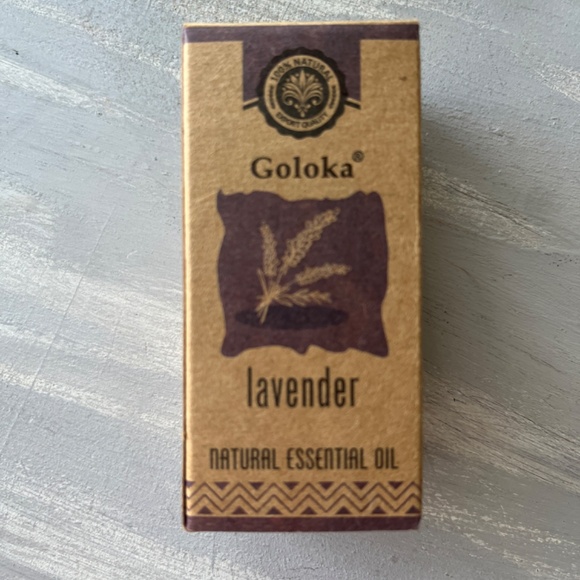 100% NATURAL
EXPORT QUALITY
Goloka®
lavender
NATURAL ESSENTIAL OIL